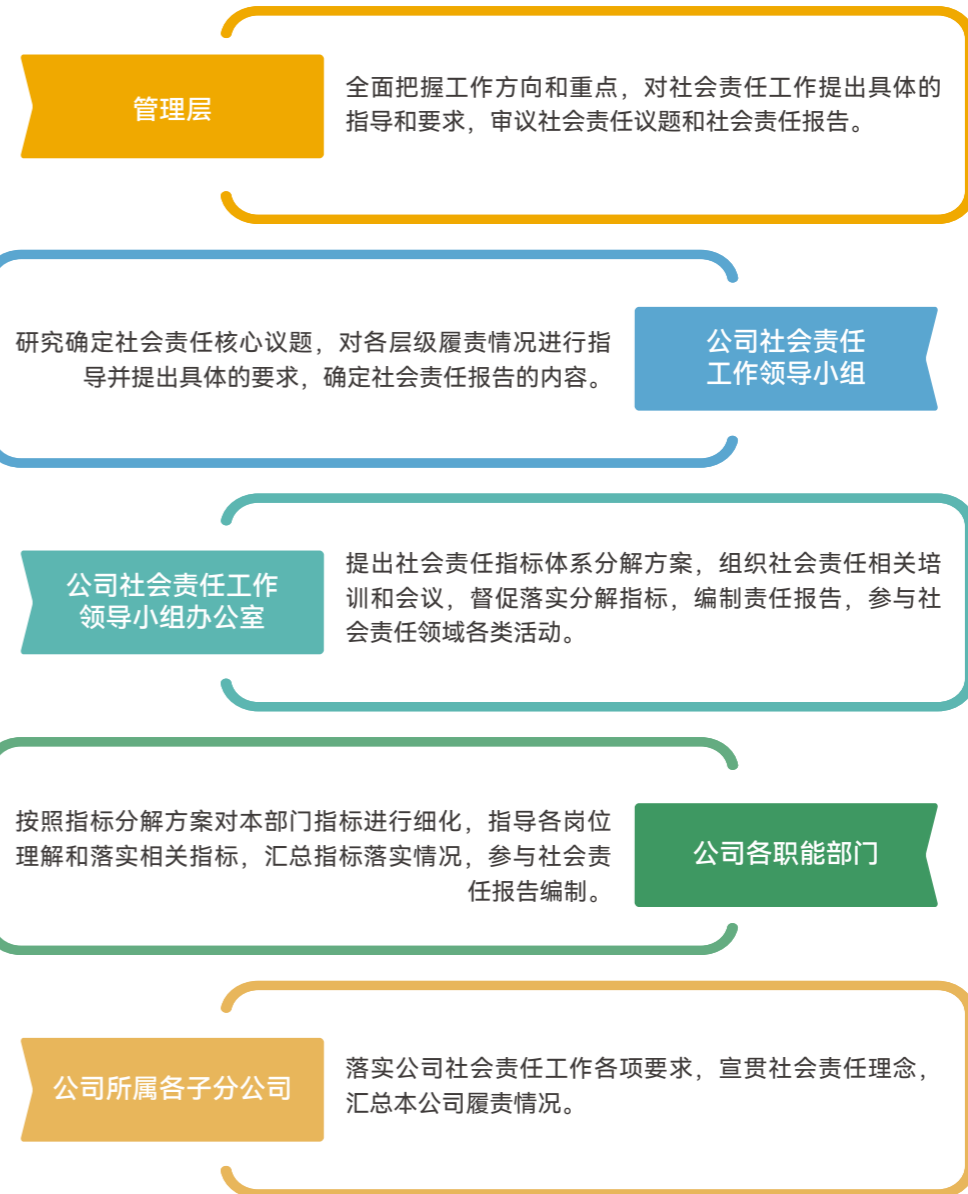 管理层
全面把握工作方向和重点，对社会责任工作提出具体的
指导和要求，审议社会责任议题和社会责任报告。
研究确定社会责任核心议题，对各层级履责情况进行指
导并提出具体的要求，确定社会责任报告的内容。
公司社会责任
工作领导小组
公司社会责任工作
领导小组办公室
提出社会责任指标体系分解方案，组织社会责任相关培
训和会议，督促落实分解指标，编制责任报告，参与社
会责任领域各类活动。
按照指标分解方案对本部门指标进行细化，指导各岗位
理解和落实相关指标，汇总指标落实情况，参与社会责
任报告编制。
公司各职能部门
公司所属各子分公司
落实公司社会责任工作各项要求，宣贯社会责任理念，
汇总本公司履责情况。